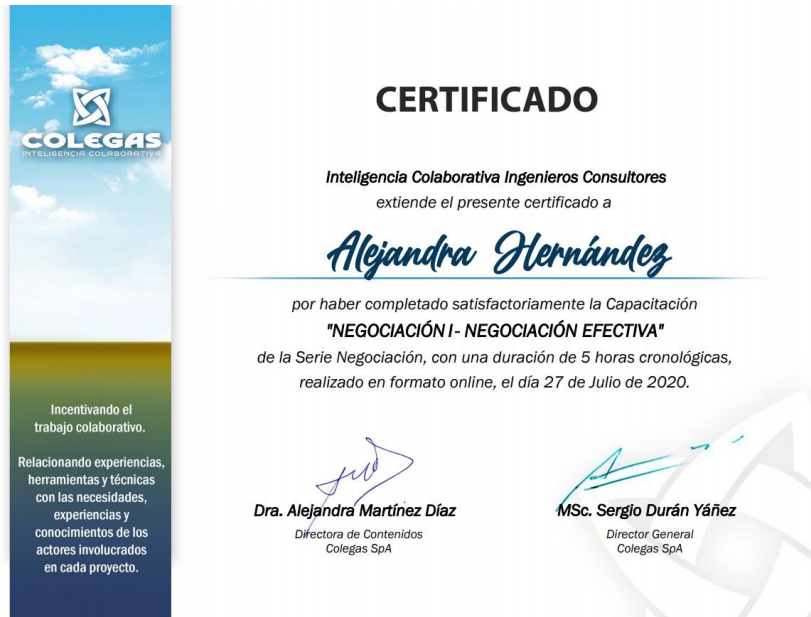 COLEGAS
INTELIGENCIA COLABORATIVA
Incentivando el
trabajo colaborativo.
Relacionando experiencias,
herramientas y técnicas
con las necesidades,
experiencias y
conocimientos de los
actores involucrados
en cada proyecto.
CERTIFICADO
Inteligencia Colaborativa Ingenieros Consultores
extiende el presente certificado a
Alejandra Hernández
por haber completado satisfactoriamente la Capacitación
"NEGOCIACIÓN I - NEGOCIACIÓN EFECTIVA"
de la Serie Negociación, con una duración de 5 horas cronológicas,
realizado en formato online, el día 27 de Julio de 2020.
Dra. Alejandra Martínez Díaz
Directora de Contenidos
Colegas SpA
MSc. Sergio Durán Yáñez
Director General
Colegas SpA